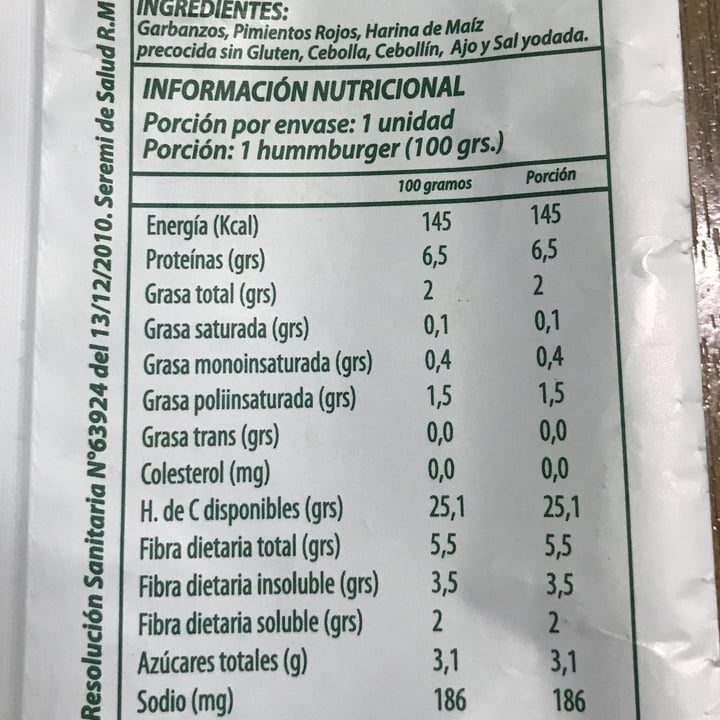 INGREDIENTES:
Garbanzos, Pimientos Rojos, Harina de Maíz
precocida sin Gluten, Cebolla, Cebollín, Ajo y Sal yodada.
INFORMACIÓN NUTRICIONAL
Porción por envase: 1 unidad
Porción: 1 hummburger (100 grs.)
100 gramos Porción
Energía (Kcal) 145 145
Proteínas (grs) 6,5 6,5
Grasa total (grs) 2 2
Grasa saturada (grs) 0,1 0,1
Grasa monoinsaturada (grs) 0,4 0,4
Grasa poliinsaturada (grs) 1,5 1,5
Grasa trans (grs) 0,0 0,0
Colesterol (mg) 0,0 0,0
H. de C disponibles (grs) 25,1 25,1
Fibra dietaria total (grs) 5,5 5,5
Fibra dietaria insoluble (grs) 3,5 3,5
Fibra dietaria soluble (grs) 2 2
Azúcares totales (g) 3,1 3,1
Sodio (mg) 186 186
Resolución Sanitaria N°63924 del 13/12/2010. Seremi de Salud R.M